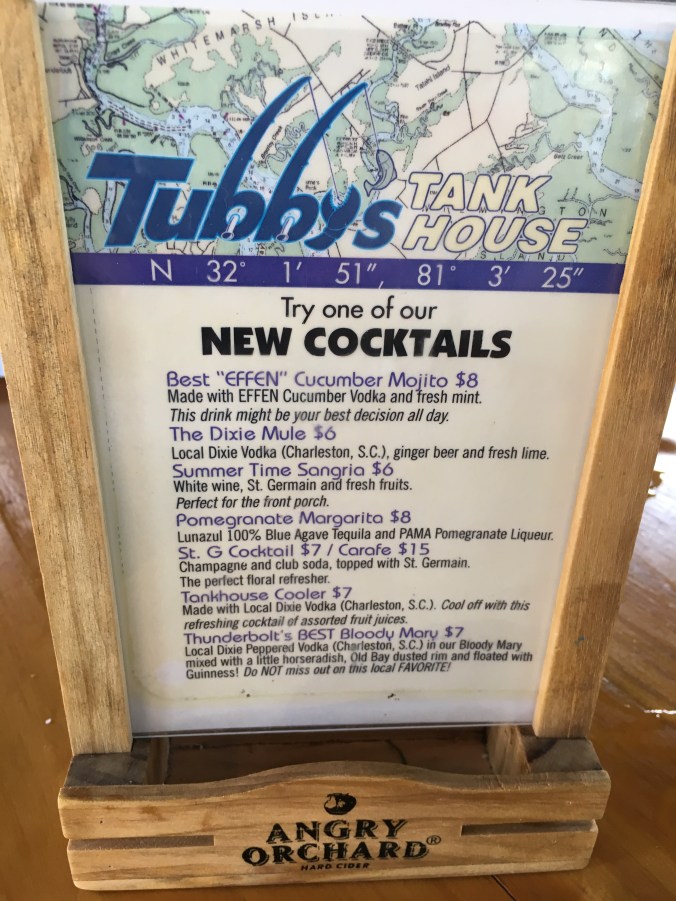 WHITEMARSH ISL
Tubbys TANK HOUSE
N 32° 1' 51", 81° 3' 25"
Try one of our
NEW COCKTAILS
Best "EFFEN" Cucumber Mojito $8
Made with EFFEN Cucumber Vodka and fresh mint.
This drink might be your best decision all day.
The Dixie Mule $6
Local Dixie Vodka (Charleston, S.C.), ginger beer and fresh lime.
Summer Time Sangria $6
White wine, St. Germain and fresh fruits.
Perfect for the front porch.
Pomegranate Margarita $8
Lunazul 100% Blue Agave Tequila and PAMA Pomegranate Liqueur.
St. G Cocktail $7 / Carafe $15
Champagne and club soda, topped with St. Germain.
The perfect floral refresher.
Tankhouse Cooler $7
Made with Local Dixie Vodka (Charleston, S.C.). Cool off with this
refreshing cocktail of assorted fruit juices.
Thunderbolt's BEST Bloody Mary $7
Local Dixie Peppered Vodka (Charleston, S.C.) in our Bloody Mary
mixed with a little horseradish, Old Bay dusted rim and floated with
Guinness! Do NOT miss out on this local FAVORITE!
ANGRY
ORCHARD®
HARD CIDER